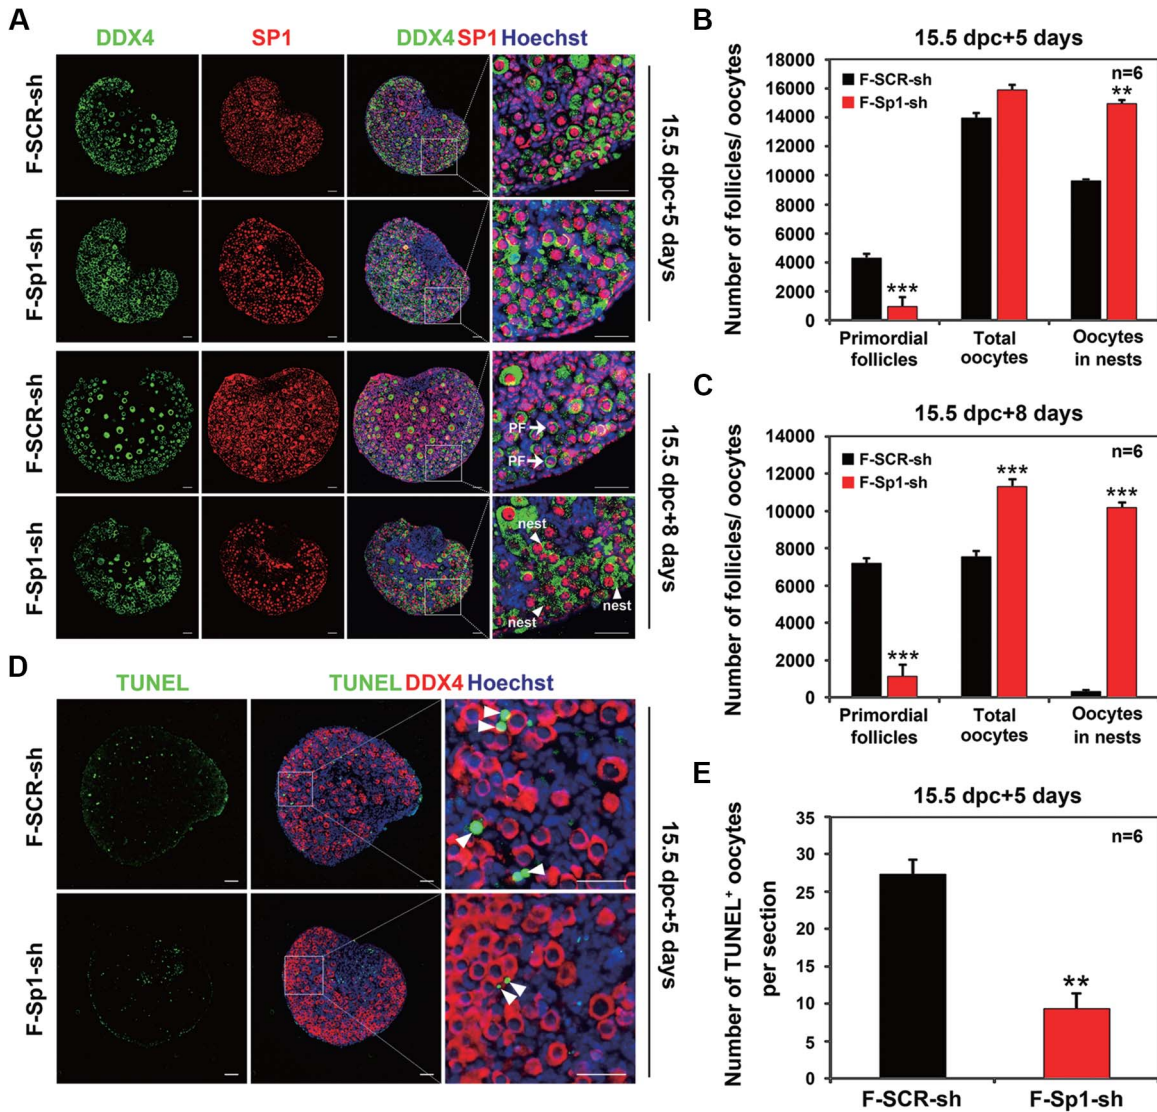 A
DDX4 SP1 DDX4 SP1 Hoechst
F-SCR-sh
F-Sp1-sh
15.5 dpc+5 days
F-SCR-sh
PF
PF
F-Sp1-sh
nest
nest
nest
15.5 dpc+8 days
B
15.5 dpc+5 days
Number of follicles/ oocytes
18000
16000
14000
12000
10000
8000
6000
4000
2000
0
F-SCR-sh
F-Sp1-sh
n=6
***
**
Primordial follicles
Total oocytes
Oocytes in nests
C
15.5 dpc+8 days
Number of follicles/ oocytes
14000
12000
10000
8000
6000
4000
2000
0
F-SCR-sh
F-Sp1-sh
n=6
***
***
***
Primordial follicles
Total oocytes
Oocytes in nests
D
TUNEL TUNEL DDX4 Hoechst
F-SCR-sh
F-Sp1-sh
15.5 dpc+5 days
E
15.5 dpc+5 days
Number of TUNEL+ oocytes
per section
35
30
25
20
15
10
5
0
n=6
**
F-SCR-sh
F-Sp1-sh